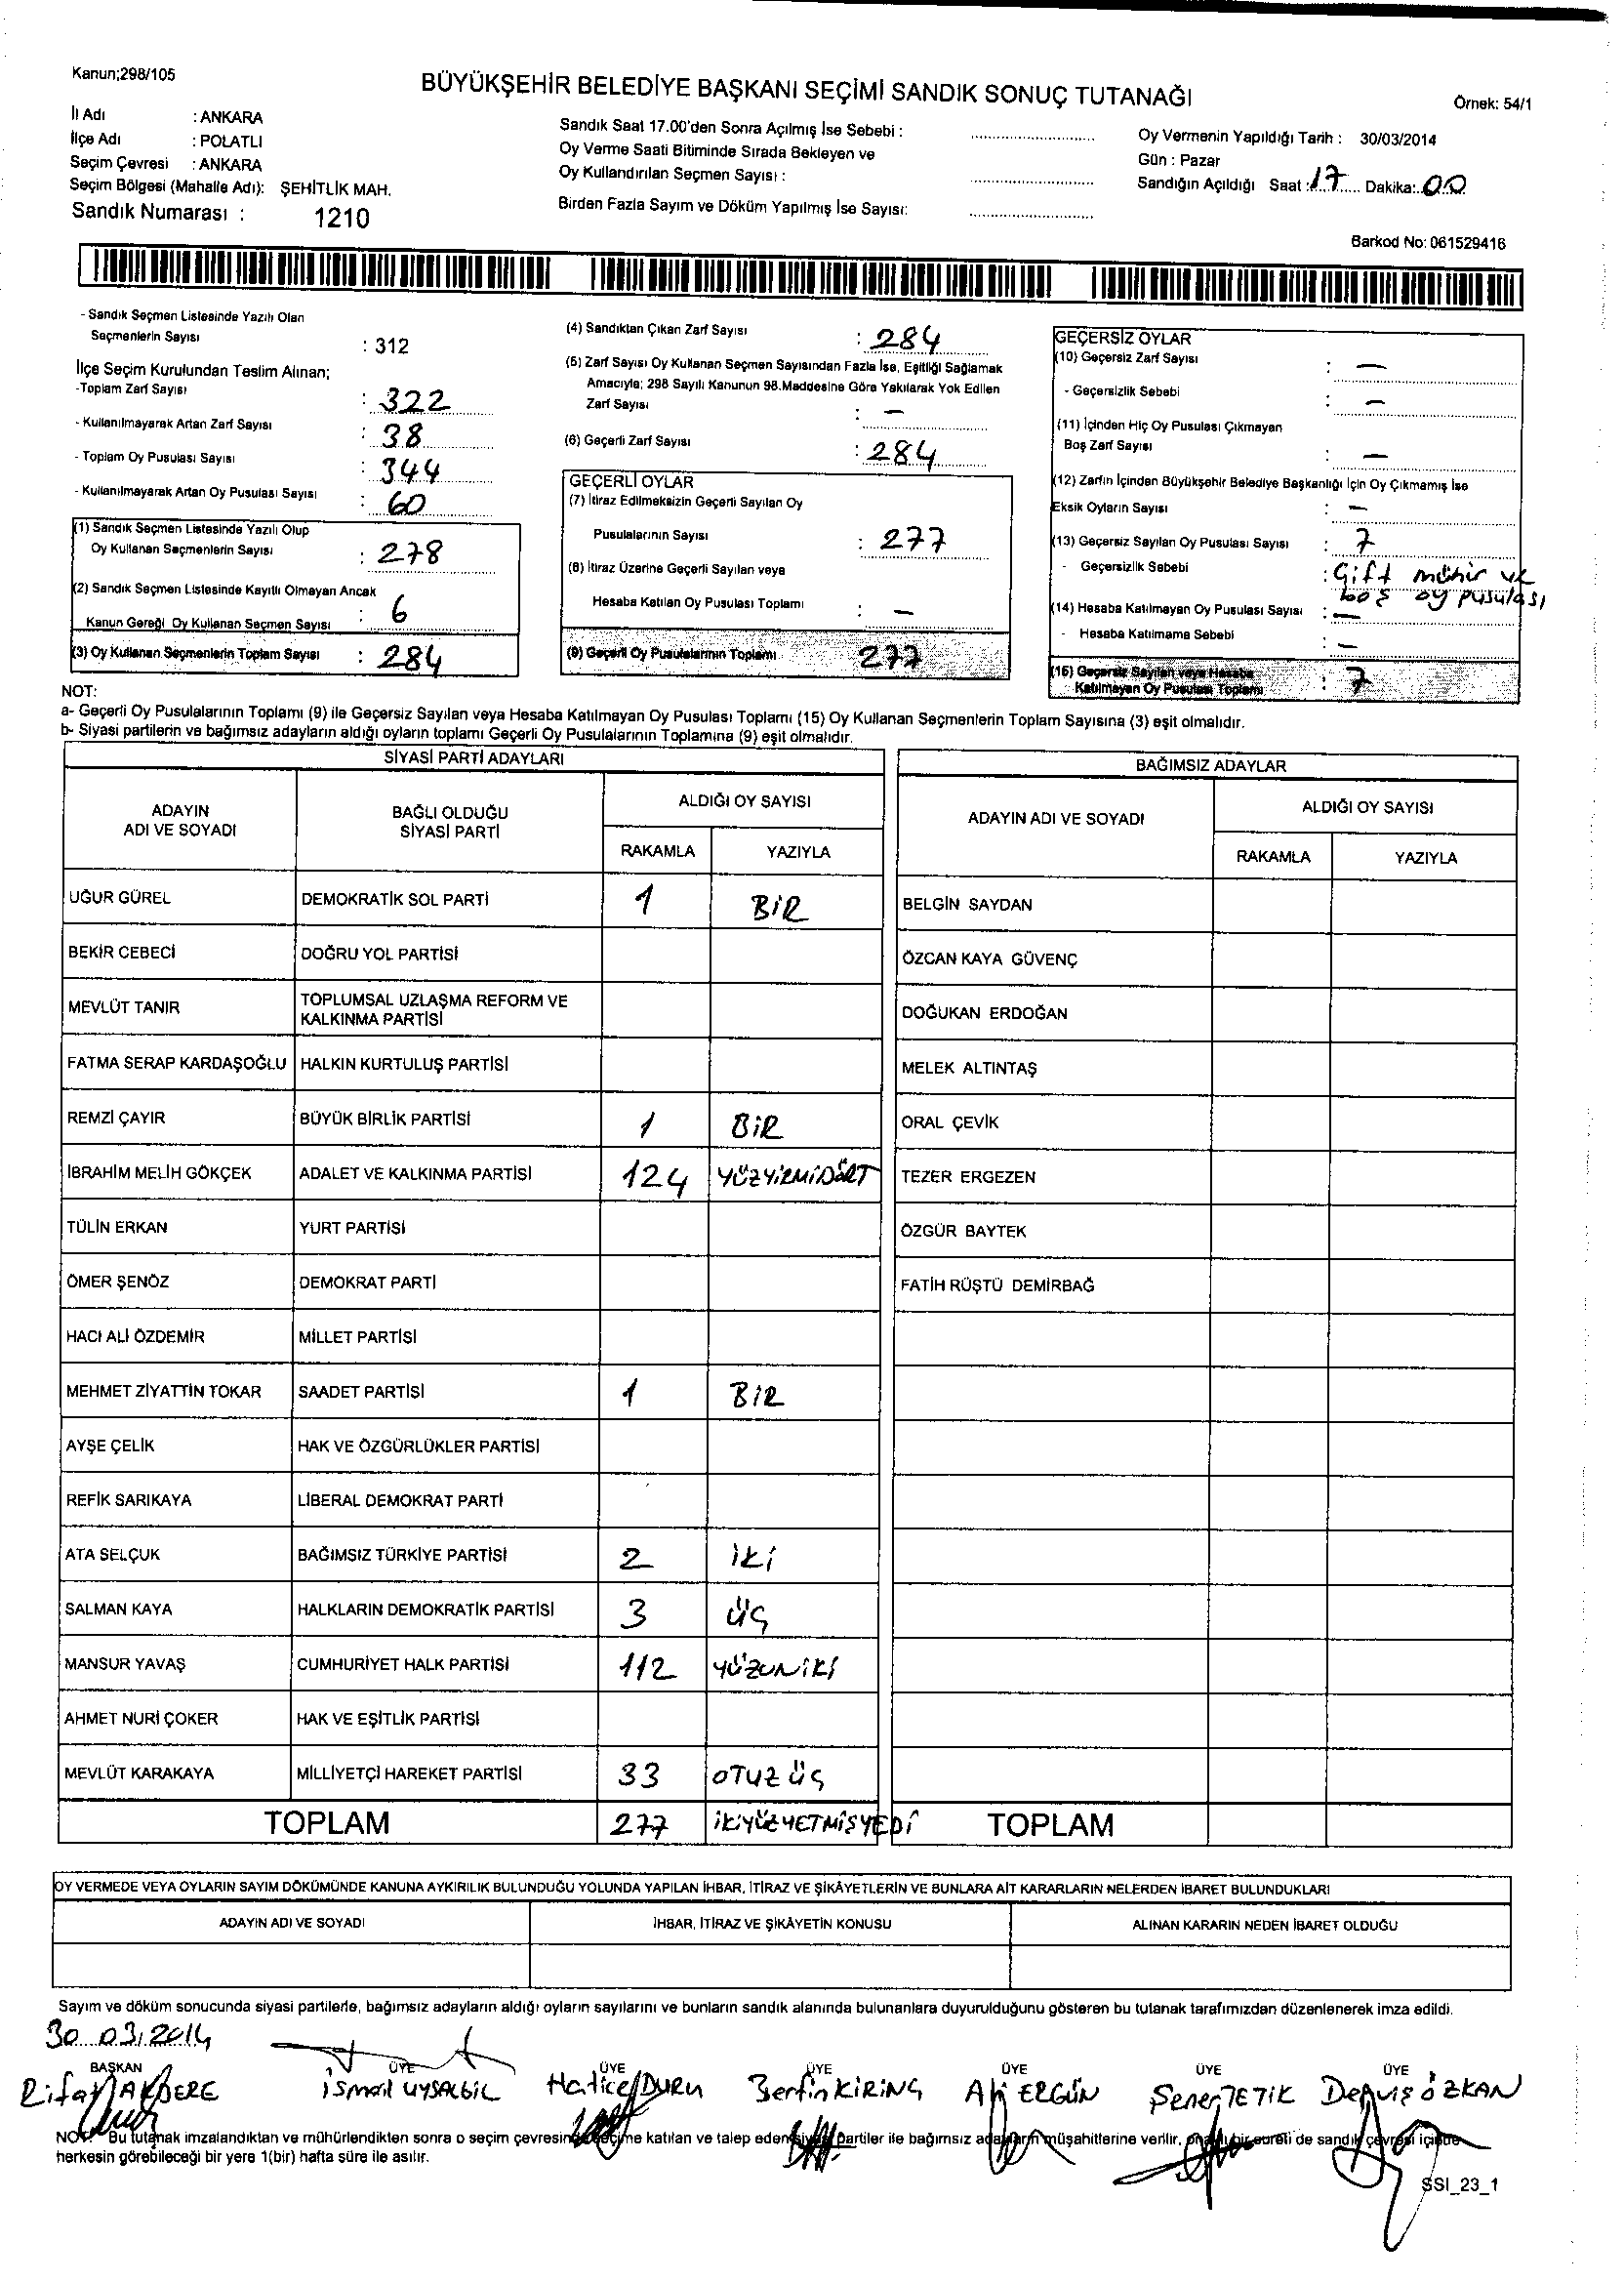 Kanun;298/105
BÜYÜKŞEHİR BELEDİYE BAŞKANI SEÇİMİ SANDIK SONUÇ TUTANAĞI
Örnek: 54/1
İl Adı : ANKARA
İlçe Adı : POLATLI
Seçim Çevresi : ANKARA
Seçim Bölgesi (Mahalle Adı): ŞEHİTLİK MAH.
Sandık Numarası : 1210
Sandık Saat 17.00'den Sonra Açılmış İse Sebebi :
Oy Verme Saati Bitiminde Sırada Bekleyen ve
Oy Kullandırılan Seçmen Sayısı :
Birden Fazla Sayım ve Döküm Yapılmış İse Sayısı:
Oy Vermenin Yapıldığı Tarih : 30/03/2014
Gün : Pazar
Sandığın Açıldığı Saat : 17 Dakika: 00
Barkod No: 061529416
- Sandık Seçmen Listesinde Yazılı Olan
Seçmenlerin Sayısı : 312
İlçe Seçim Kurulundan Teslim Alınan;
-Toplam Zarf Sayısı : 322
- Kullanılmayarak Artan Zarf Sayısı : 38
- Toplam Oy Pusulası Sayısı : 344
- Kullanılmayarak Artan Oy Pusulası Sayısı : 60
(1) Sandık Seçmen Listesinde Yazılı Olup
Oy Kullanan Seçmenlerin Sayısı : 278
(2) Sandık Seçmen Listesinde Kayıtlı Olmayan Ancak
Kanun Gereği Oy Kullanan Seçmen Sayısı : 6
(3) Oy Kullanan Seçmenlerin Toplam Sayısı : 284
(4) Sandıktan Çıkan Zarf Sayısı : 284
(5) Zarf Sayısı Oy Kullanan Seçmen Sayısından Fazla İse, Eşitliği Sağlamak
Amacıyla; 298 Sayılı Kanunun 98.Maddesine Göre Yakılarak Yok Edilen
Zarf Sayısı : —
(6) Geçerli Zarf Sayısı : 284
GEÇERLİ OYLAR
(7) İtiraz Edilmeksizin Geçerli Sayılan Oy
Pusulalarının Sayısı : 277
(8) İtiraz Üzerine Geçerli Sayılan veya
Hesaba Katılan Oy Pusulası Toplamı : —
(9) Geçerli Oy Pusulalarının Toplamı 277
GEÇERSİZ OYLAR
(10) Geçersiz Zarf Sayısı : —
- Geçersizlik Sebebi : —
(11) İçinden Hiç Oy Pusulası Çıkmayan
Boş Zarf Sayısı : —
(12) Zarfın İçinden Büyükşehir Belediye Başkanlığı İçin Oy Çıkmamış İse
Eksik Oyların Sayısı : —
(13) Geçersiz Sayılan Oy Pusulası Sayısı : 7
- Geçersizlik Sebebi : Çift mühür ve
boş oy pusulası
(14) Hesaba Katılmayan Oy Pusulası Sayısı : —
- Hesaba Katılmama Sebebi : —
(15) Geçersiz Sayılan veya Hesaba
Katılmayan Oy Pusulası Toplamı : 7
NOT:
a- Geçerli Oy Pusulalarının Toplamı (9) ile Geçersiz Sayılan veya Hesaba Katılmayan Oy Pusulası Toplamı (15) Oy Kullanan Seçmenlerin Toplam Sayısına (3) eşit olmalıdır.
b- Siyasi partilerin ve bağımsız adayların aldığı oyların toplamı Geçerli Oy Pusulalarının Toplamına (9) eşit olmalıdır.
SİYASİ PARTİ ADAYLARI
ADAYIN ADI VE SOYADI BAĞLI OLDUĞU SİYASİ PARTİ ALDIĞI OY SAYISI
RAKAMLA YAZIYLA
UĞUR GÜREL DEMOKRATİK SOL PARTİ 1 BİR
BEKİR CEBECİ DOĞRU YOL PARTİSİ
MEVLÜT TANIR TOPLUMSAL UZLAŞMA REFORM VE
KALKINMA PARTİSİ
FATMA SERAP KARDAŞOĞLU HALKIN KURTULUŞ PARTİSİ
REMZİ ÇAYIR BÜYÜK BİRLİK PARTİSİ 1 BİR
İBRAHİM MELİH GÖKÇEK ADALET VE KALKINMA PARTİSİ 124 YÜZYİRMİDÖRT
TÜLİN ERKAN YURT PARTİSİ
ÖMER ŞENÖZ DEMOKRAT PARTİ
HACI ALİ ÖZDEMİR MİLLET PARTİSİ
MEHMET ZİYATTİN TOKAR SAADET PARTİSİ 1 BİR
AYŞE ÇELİK HAK VE ÖZGÜRLÜKLER PARTİSİ
REFİK SARIKAYA LİBERAL DEMOKRAT PARTİ
ATA SELÇUK BAĞIMSIZ TÜRKİYE PARTİSİ 2 İKİ
SALMAN KAYA HALKLARIN DEMOKRATİK PARTİSİ 3 ÜÇ
MANSUR YAVAŞ CUMHURİYET HALK PARTİSİ 112 YÜZONİKİ
AHMET NURİ ÇOKER HAK VE EŞİTLİK PARTİSİ
MEVLÜT KARAKAYA MİLLİYETÇİ HAREKET PARTİSİ 33 OTUZ ÜÇ
TOPLAM 277 İKİYÜZYETMİŞYEDİ
BAĞIMSIZ ADAYLAR
ADAYIN ADI VE SOYADI ALDIĞI OY SAYISI
RAKAMLA YAZIYLA
BELGİN SAYDAN
ÖZCAN KAYA GÜVENÇ
DOĞUKAN ERDOĞAN
MELEK ALTINTAŞ
ORAL ÇEVİK
TEZER ERGEZEN
ÖZGÜR BAYTEK
FATİH RÜŞTÜ DEMİRBAĞ
TOPLAM
OY VERMEDE VEYA OYLARIN SAYIM DÖKÜMÜNDE KANUNA AYKIRILIK BULUNDUĞU YOLUNDA YAPILAN İHBAR, İTİRAZ VE ŞİKÂYETLERİN VE BUNLARA AİT KARARLARIN NELERDEN İBARET BULUNDUKLARI
ADAYIN ADI VE SOYADI İHBAR, İTİRAZ VE ŞİKÂYETİN KONUSU ALINAN KARARIN NEDEN İBARET OLDUĞU
Sayım ve döküm sonucunda siyasi partilerle, bağımsız adayların aldığı oyların sayılarını ve bunların sandık alanında bulunanlara duyurulduğunu gösteren bu tutanak tarafımızdan düzenlenerek imza edildi.
30.03.2014
BAŞKAN ÜYE ÜYE ÜYE ÜYE ÜYE ÜYE
Rifat AKDERE İsmail UYSALGİL Hatice DURU Berfin KIRINÇ Ali ERGÜN Şener TETİK Derviş ÖZKAN
NOT: Bu tutanak imzalandıktan ve mühürlendikten sonra o seçim çevresinde seçime katılan ve talep eden siyasi partiler ile bağımsız adayların müşahitlerine verilir, onaylı bir sureti de sandık çevresi içinde
herkesin görebileceği bir yere 1(bir) hafta süre ile asılır.
SSI_23_1